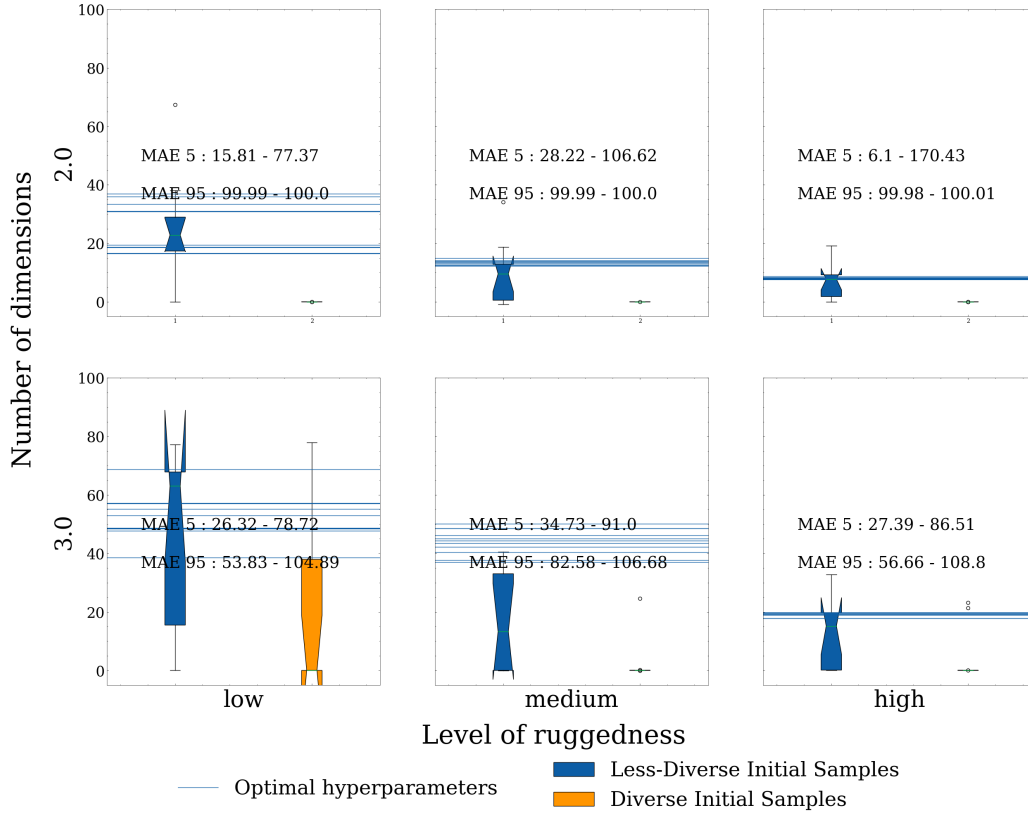 100
80
60
40
20
0
MAE 5 : 15.81 - 77.37
MAE 95 : 99.99 - 100.0
1 2
MAE 5 : 28.22 - 106.62
MAE 95 : 99.99 - 100.0
1 2
MAE 5 : 6.1 - 170.43
MAE 95 : 99.98 - 100.01
1 2
2.0
Number of dimensions
3.0
100
80
60
40
20
0
MAE 5 : 26.32 - 78.72
MAE 95 : 53.83 - 104.89
low
MAE 5 : 34.73 - 91.0
MAE 95 : 82.58 - 106.68
medium
MAE 5 : 27.39 - 86.51
MAE 95 : 56.66 - 108.8
high
Level of ruggedness
Optimal hyperparameters
Less-Diverse Initial Samples
Diverse Initial Samples